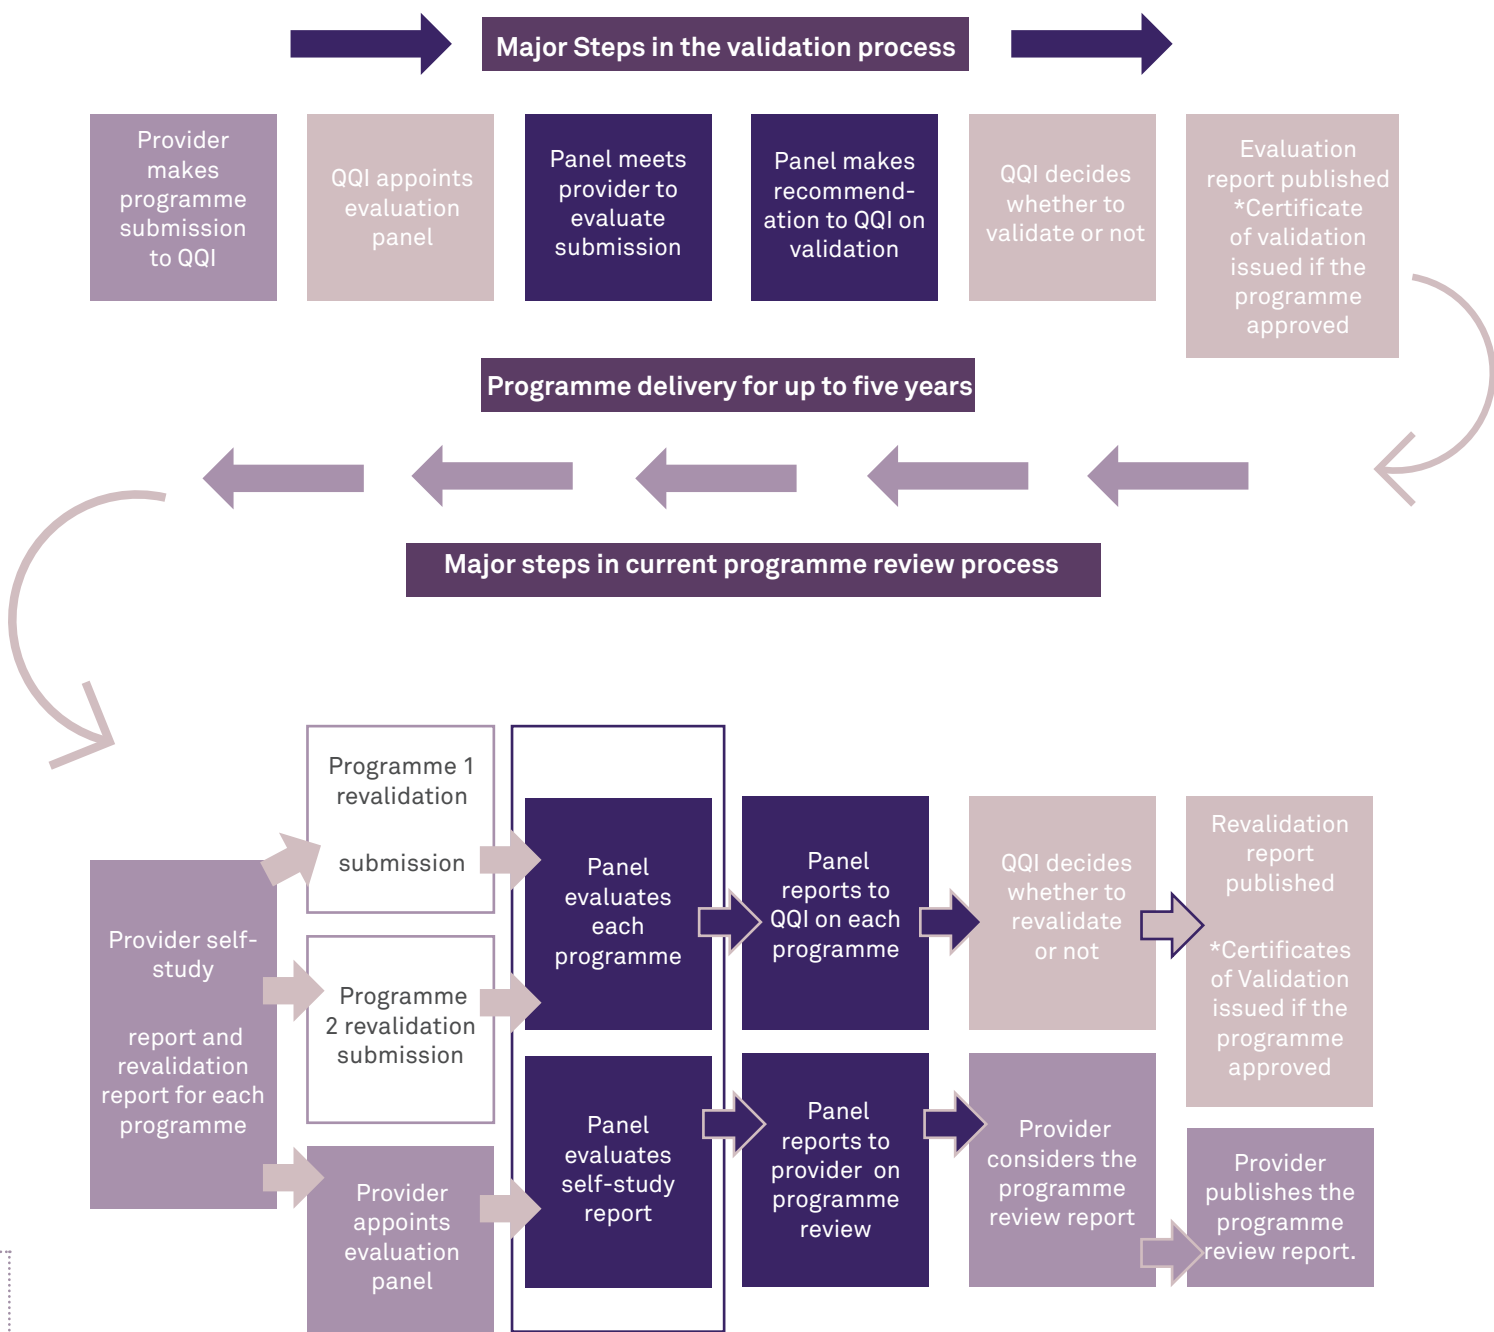 Major Steps in the validation process
Provider
makes
programme
submission
to QQI
QQI appoints
evaluation
panel
Panel meets
provider to
evaluate
submission
Panel makes
recommend-
ation to QQI on
validation
QQI decides
whether to
validate or not
Evaluation
report published
*Certificate
of validation
issued if the
programme
approved
Programme delivery for up to five years
Major steps in current programme review process
Provider self-
study
report and
revalidation
report for each
programme
Programme 1
revalidation
submission
Programme
2 revalidation
submission
Provider
appoints
evaluation
panel
Panel
evaluates
each
programme
Panel
evaluates
self-study
report
Panel
reports to
QQI on each
programme
Panel
reports to
provider on
programme
review
QQI decides
whether to
revalidate
or not
Provider
considers the
programme
review report
Revalidation
report
published
*Certificates
of Validation
issued if the
programme
approved
Provider
publishes the
programme
review report.